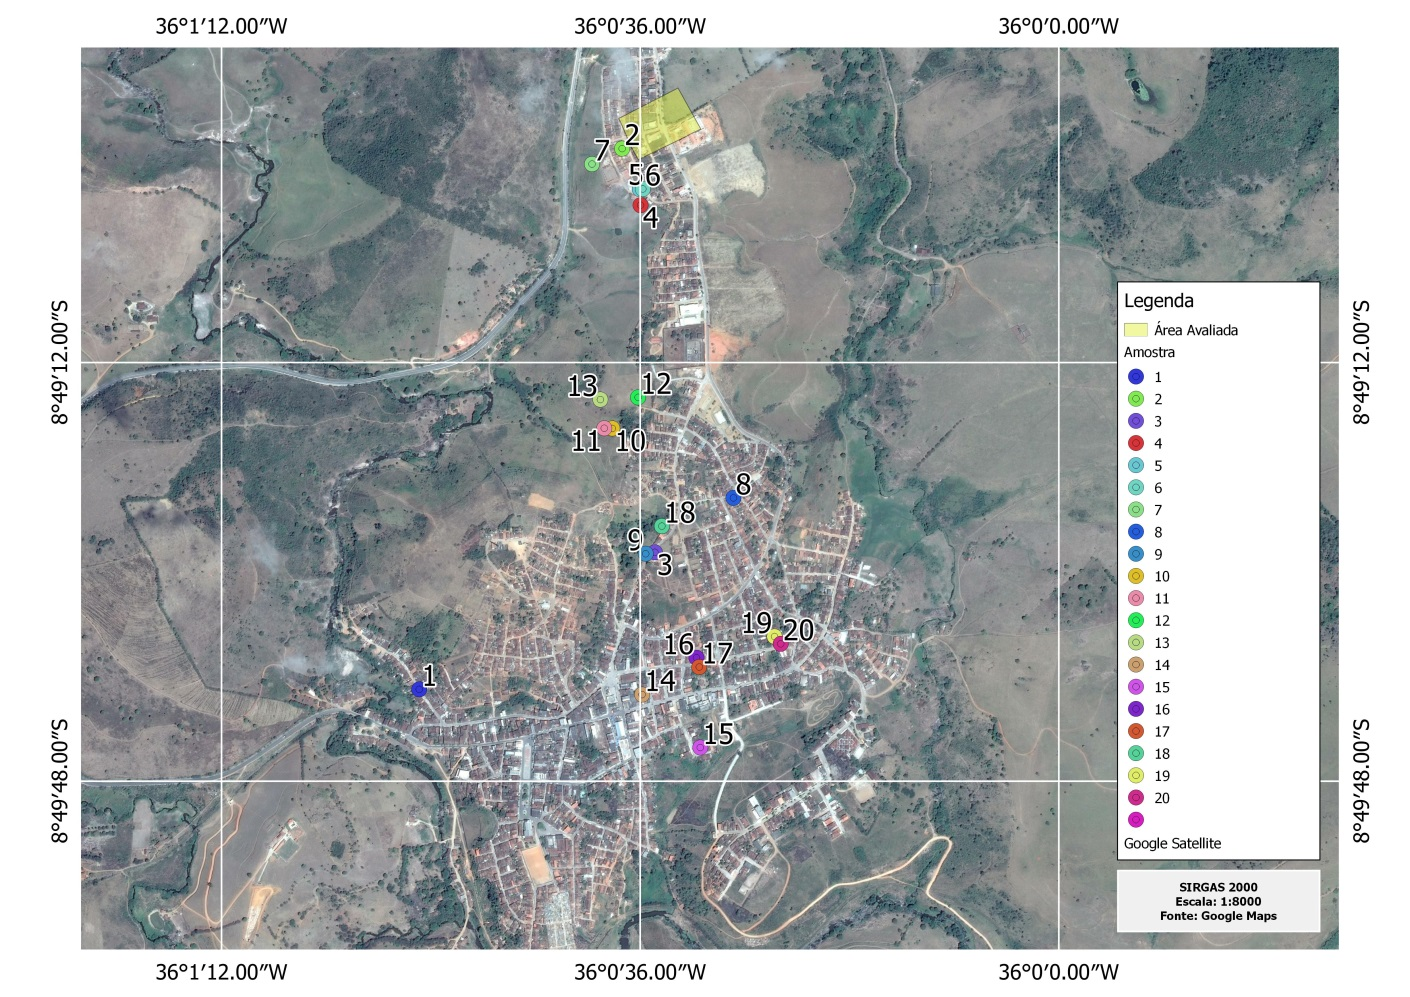 36°1'12.00"W
36°0'36.00"W
36°0'0.00"W
8°49'12.00"S
8°49'12.00"S
8°49'48.00"S
8°49'48.00"S
2
7
5
6
4
13
12
11
10
8
18
9
3
19
20
16
17
1
14
15
Legenda
Área Avaliada
Amostra
1
2
3
4
5
6
7
8
9
10
11
12
13
14
15
16
17
18
19
20
Google Satellite
SIRGAS 2000
Escala: 1:8000
Fonte: Google Maps
36°1'12.00"W
36°0'36.00"W
36°0'0.00"W